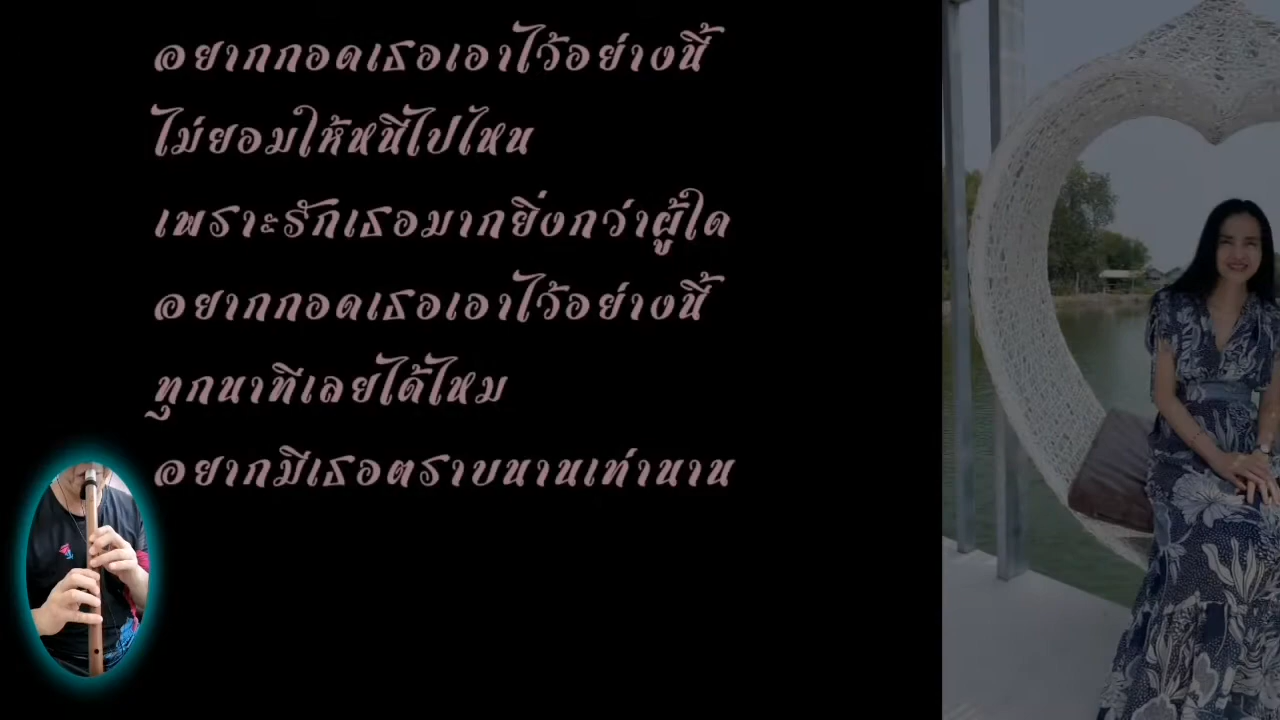 อยากกอดเธอเอาไว้อย่างนี้
ไม่ยอมให้หนีไปไหน
เพราะรักเธอมากยิ่งกว่าผู้ใด
อยากกอดเธอเอาไว้อย่างนี้
ทุกนาทีเลยได้ไหม
อยากมีเธอตราบนานเท่านาน